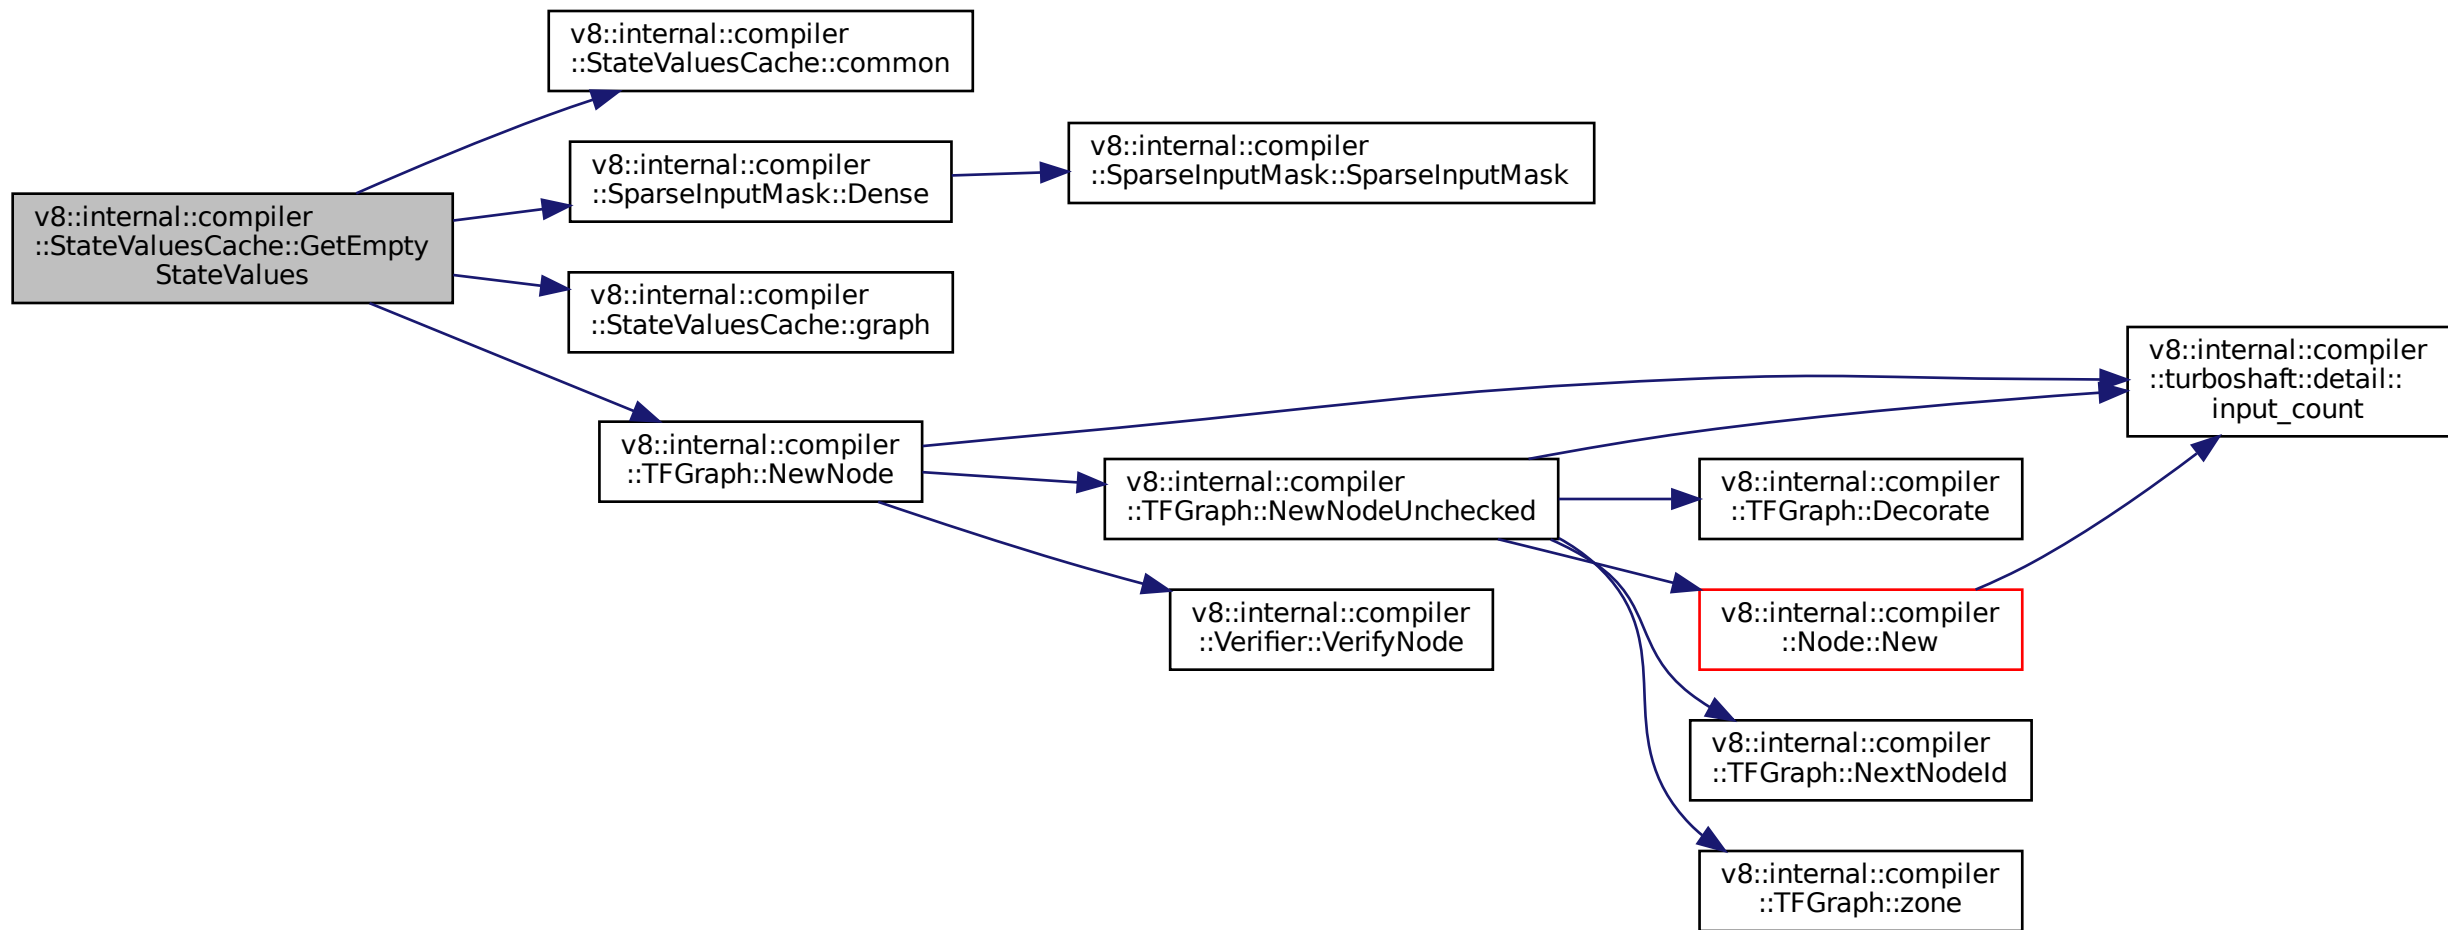 v8::internal::compiler
::StateValuesCache::common
v8::internal::compiler
::SparseInputMask::SparseInputMask
v8::internal::compiler
::SparseInputMask::Dense
v8::internal::compiler
::StateValuesCache::GetEmpty
StateValues
v8::internal::compiler
::StateValuesCache::graph
v8::internal::compiler
::turboshaft::detail::
input_count
v8::internal::compiler
::TFGraph::NewNode
v8::internal::compiler
::TFGraph::NewNodeUnchecked
v8::internal::compiler
::TFGraph::Decorate
v8::internal::compiler
::Verifier::VerifyNode
v8::internal::compiler
::Node::New
v8::internal::compiler
::TFGraph::NextNodeId
v8::internal::compiler
::TFGraph::zone